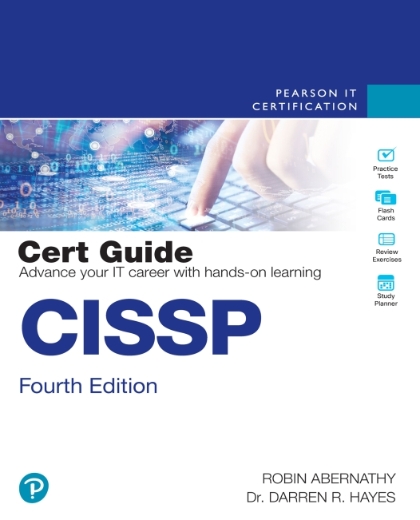 PEARSON IT
CERTIFICATION
Practice
Tests
Flash
Cards
Review
Exercises
Study
Planner
Cert Guide
Advance your IT career with hands-on learning
CISSP
Fourth Edition
P
ROBIN ABERNATHY
Dr. DARREN R. HAYES